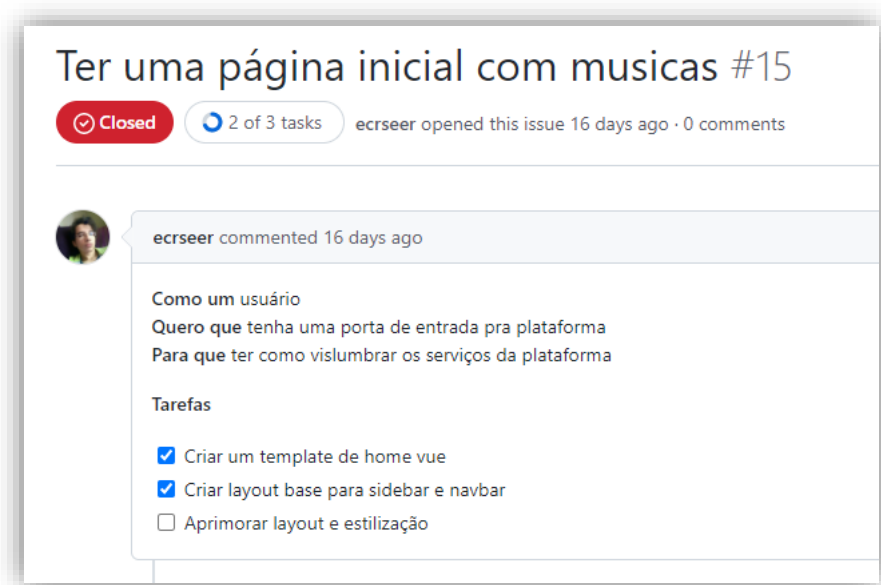 Ter uma página inicial com musicas #15
Closed 2 of 3 tasks ecrseer opened this issue 16 days ago · 0 comments
ecrseer commented 16 days ago
Como um usuário
Quero que tenha uma porta de entrada pra plataforma
Para que ter como vislumbrar os serviços da plataforma
Tarefas
Criar um template de home vue
Criar layout base para sidebar e navbar
Aprimorar layout e estilização